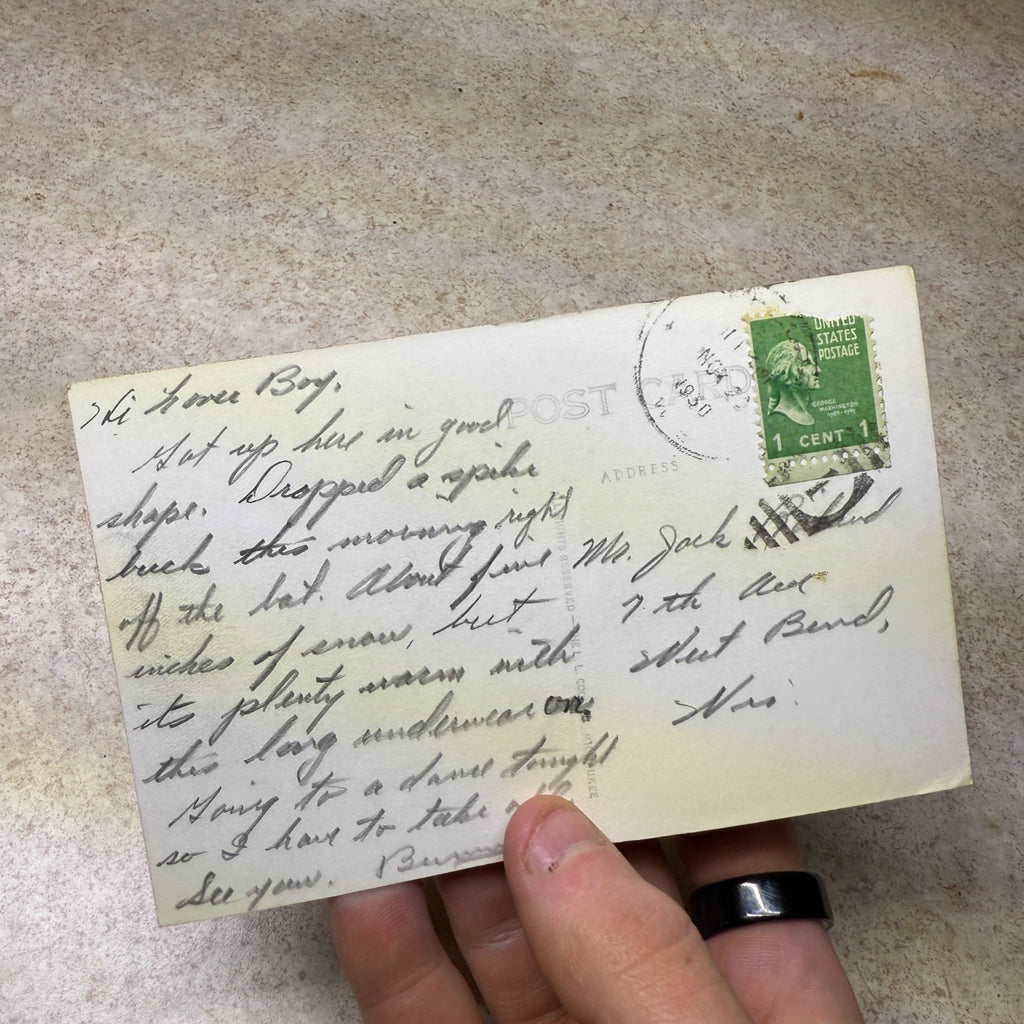 Hi Lover Boy,
Got up here in good
shape. Dropped a spike
buck this morning right
off the bat. About five
inches of snow, but
its plenty warm with
this long underwear on.
Going to a dance tonight
so I have to take
See you.
POST CARD
ADDRESS
NOV 23
1950
UNITED
STATES
POSTAGE
GEORGE
WASHINGTON
1 CENT 1
Mr. Jack
7th Ave
West Bend,
Wis.